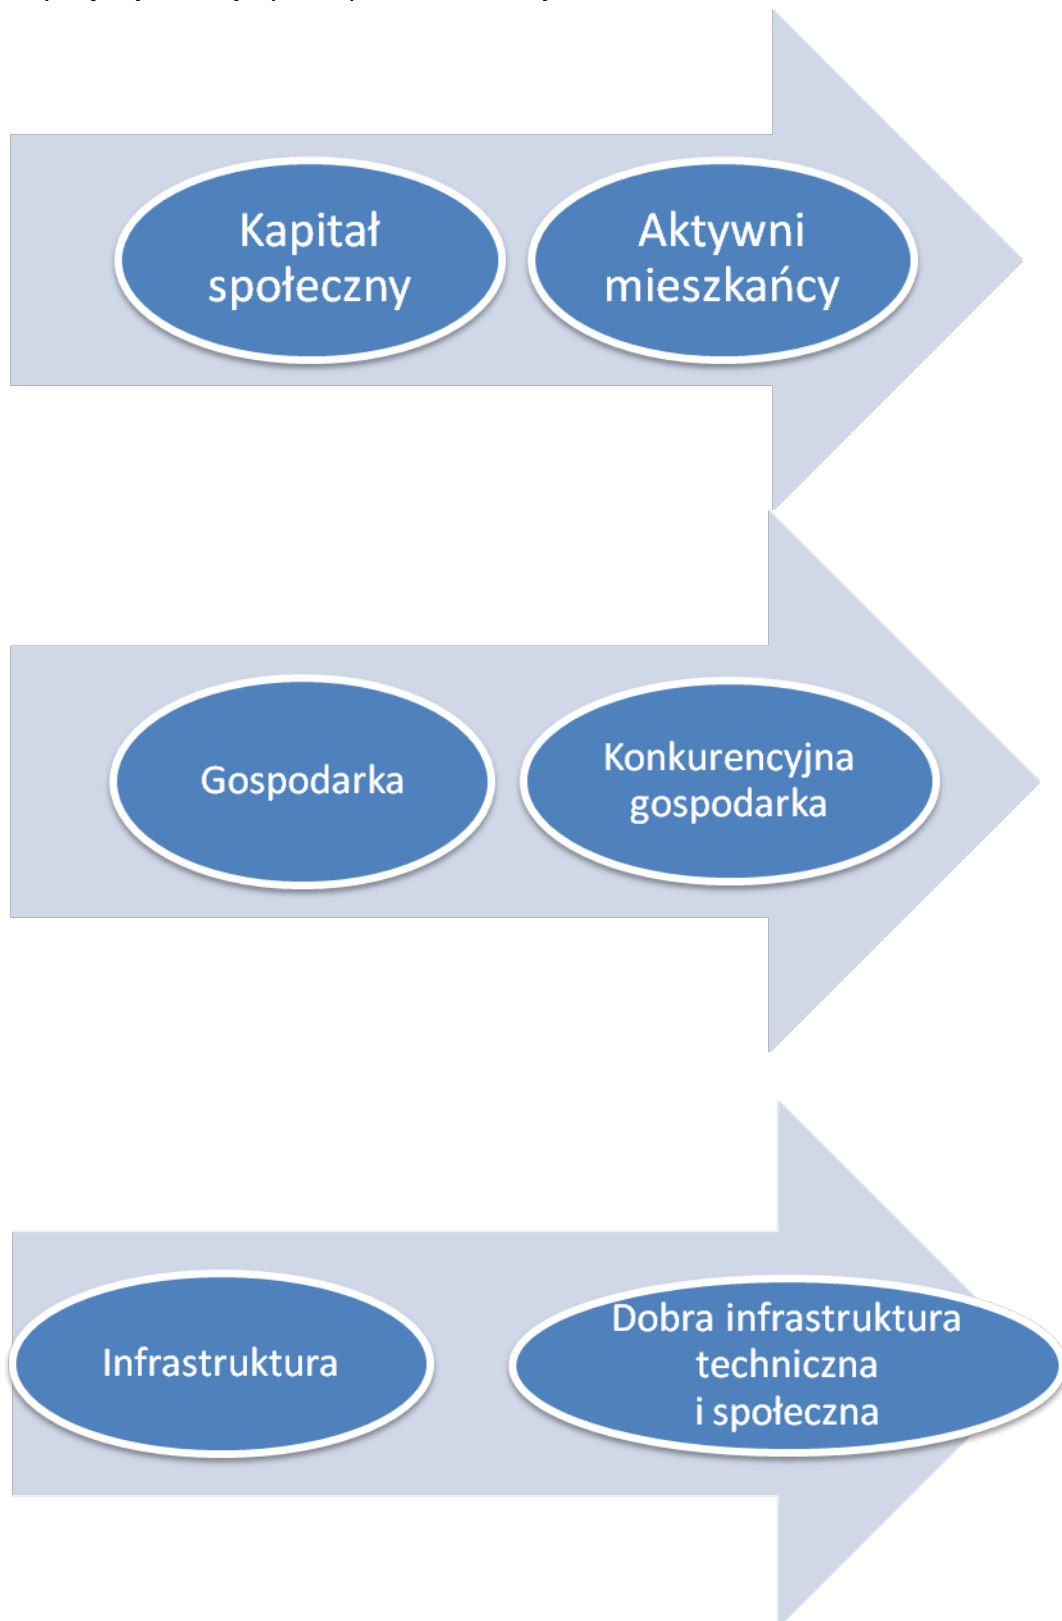 Kapitał
społeczny
Aktywni
mieszkańcy
Gospodarka
Konkurencyjna
gospodarka
Infrastruktura
Dobra infrastruktura
techniczna
i społeczna